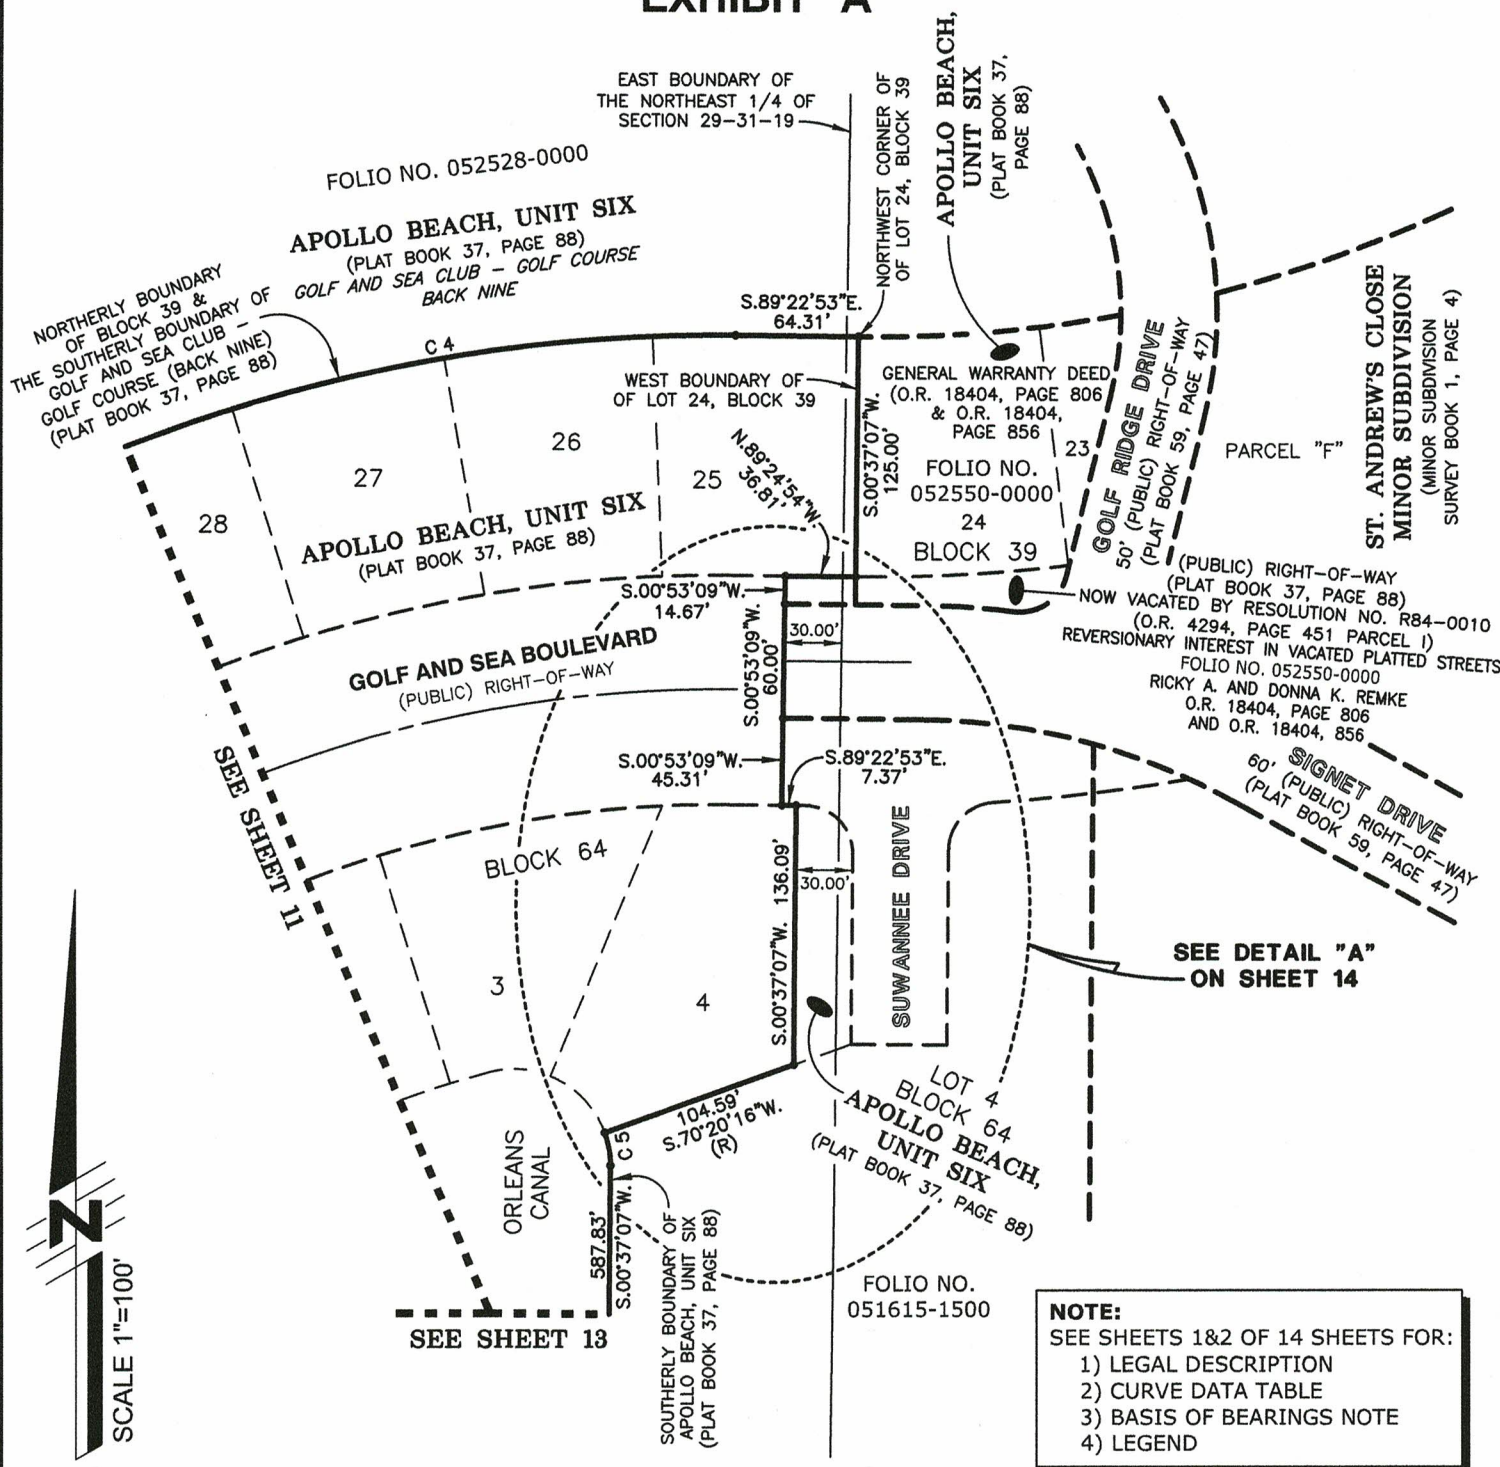 EXHIBIT "A"
EAST BOUNDARY OF
THE NORTHEAST 1/4 OF
SECTION 29-31-19
NORTHWEST CORNER OF
OF LOT 24, BLOCK 39
APOLLO BEACH,
UNIT SIX
(PLAT BOOK 37,
PAGE 88)
FOLIO NO. 052528-0000
APOLLO BEACH, UNIT SIX
(PLAT BOOK 37, PAGE 88)
GOLF AND SEA CLUB - GOLF COURSE
BACK NINE
NORTHERLY BOUNDARY
OF BLOCK 39 &
THE SOUTHERLY BOUNDARY OF
GOLF AND SEA CLUB -
GOLF COURSE (BACK NINE)
(PLAT BOOK 37, PAGE 88)
C 4
S.89°22'53"E.
64.31'
WEST BOUNDARY OF
OF LOT 24, BLOCK 39
S.00°37'07"W.
125.00'
GENERAL WARRANTY DEED
(O.R. 18404, PAGE 806
& O.R. 18404,
PAGE 856
FOLIO NO.
052550-0000
24
BLOCK 39
23
GOLF RIDGE DRIVE
50' (PUBLIC) RIGHT-OF-WAY
(PLAT BOOK 59, PAGE 47)
PARCEL "F"
ST. ANDREW'S CLOSE
MINOR SUBDIVISION
(MINOR SUBDIVISION
SURVEY BOOK 1, PAGE 4)
28
27
26
25
N.89°24'54"W
36.81'
APOLLO BEACH, UNIT SIX
(PLAT BOOK 37, PAGE 88)
(PUBLIC) RIGHT-OF-WAY
(PLAT BOOK 37, PAGE 88)
NOW VACATED BY RESOLUTION NO. R84-0010
(O.R. 4294, PAGE 451 PARCEL I)
REVERSIONARY INTEREST IN VACATED PLATTED STREETS
FOLIO NO. 052550-0000
RICKY A. AND DONNA K. REMKE
O.R. 18404, PAGE 806
AND O.R. 18404, 856
S.00°53'09"W.
14.67'
30.00'
S.00°53'09"W.
60.00'
GOLF AND SEA BOULEVARD
(PUBLIC) RIGHT-OF-WAY
S.00°53'09"W.
45.31'
S.89°22'53"E.
7.37'
SIGNET DRIVE
60' (PUBLIC) RIGHT-OF-WAY
(PLAT BOOK 59, PAGE 47)
SEE SHEET 11
BLOCK 64
3
4
S.00°37'07"W. 136.09'
30.00'
SUWANNEE DRIVE
SEE DETAIL "A"
ON SHEET 14
104.59'
S.70°20'16"W.
(R)
LOT 4
BLOCK 64
APOLLO BEACH,
UNIT SIX
(PLAT BOOK 37, PAGE 88)
C 5
ORLEANS
CANAL
587.83'
S.00°37'07"W.
SOUTHERLY BOUNDARY OF
APOLLO BEACH, UNIT SIX
(PLAT BOOK 37, PAGE 88)
FOLIO NO.
051615-1500
SEE SHEET 13
N
SCALE 1"=100'
NOTE:
SEE SHEETS 1&2 OF 14 SHEETS FOR:
1) LEGAL DESCRIPTION
2) CURVE DATA TABLE
3) BASIS OF BEARINGS NOTE
4) LEGEND